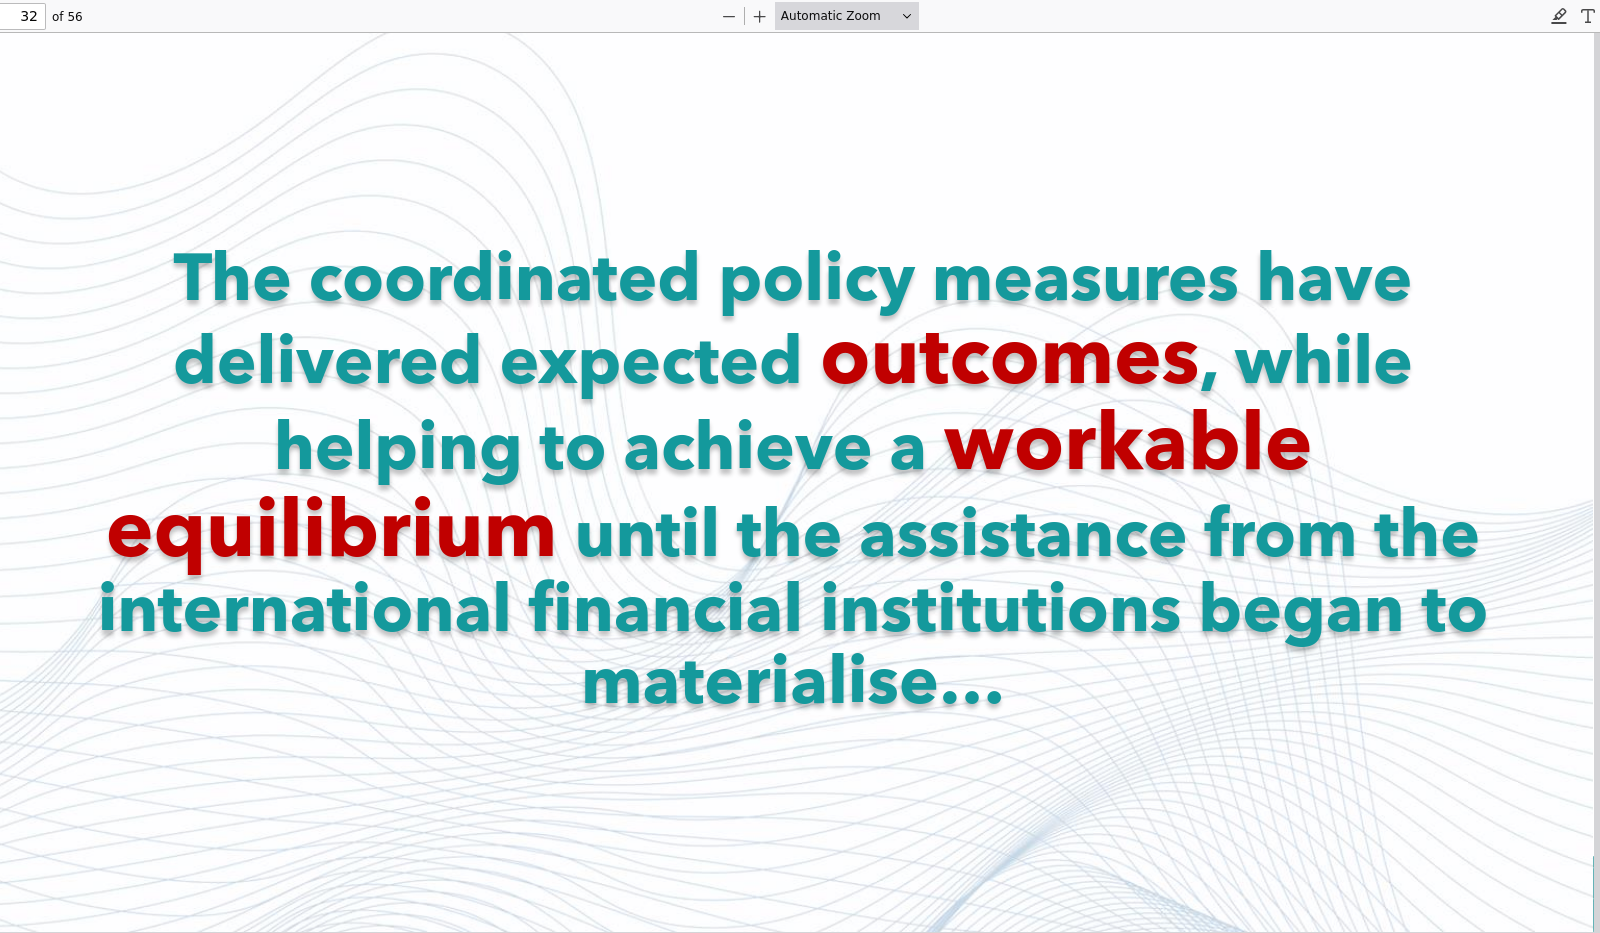 32 of 56
Automatic Zoom
The coordinated policy measures have
delivered expected outcomes, while
helping to achieve a workable
equilibrium until the assistance from the
international financial institutions began to
materialise...